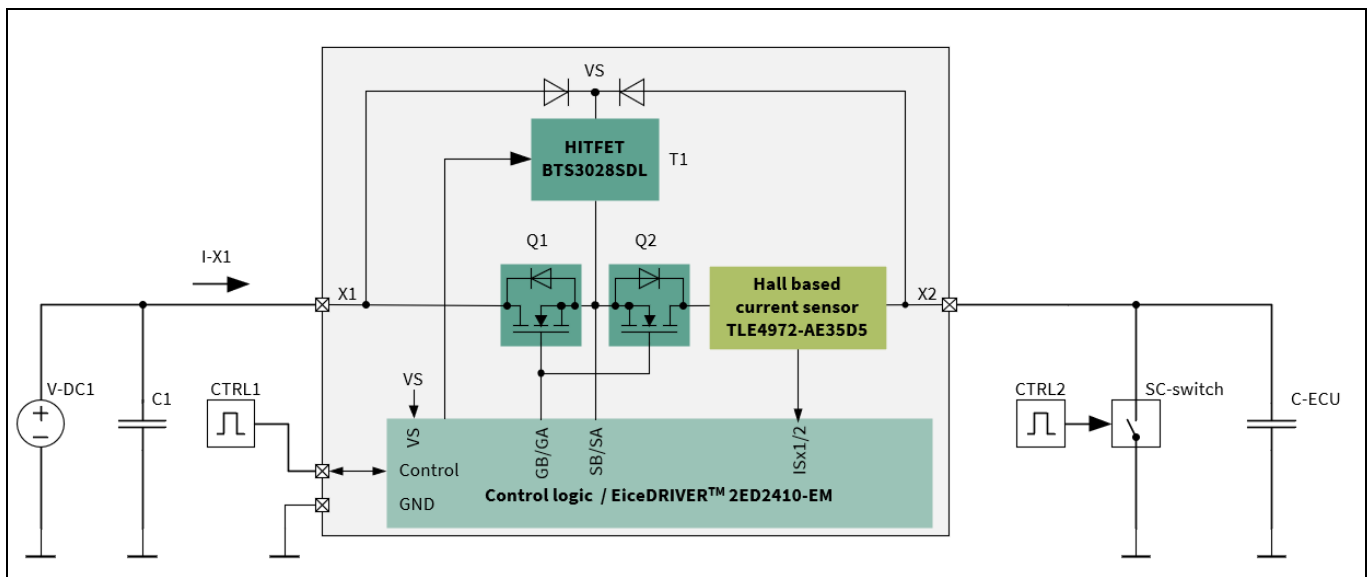 VS
HITFET
BTS3028SDL
T1
Q1
Q2
I-X1
X1
Hall based
current sensor
TLE4972-AE35D5
X2
V-DC1
C1
CTRL1
VS
CTRL2
SC-switch
C-ECU
VS
GB/GA
SB/SA
ISx1/2
Control
GND
Control logic / EiceDRIVER™ 2ED2410-EM